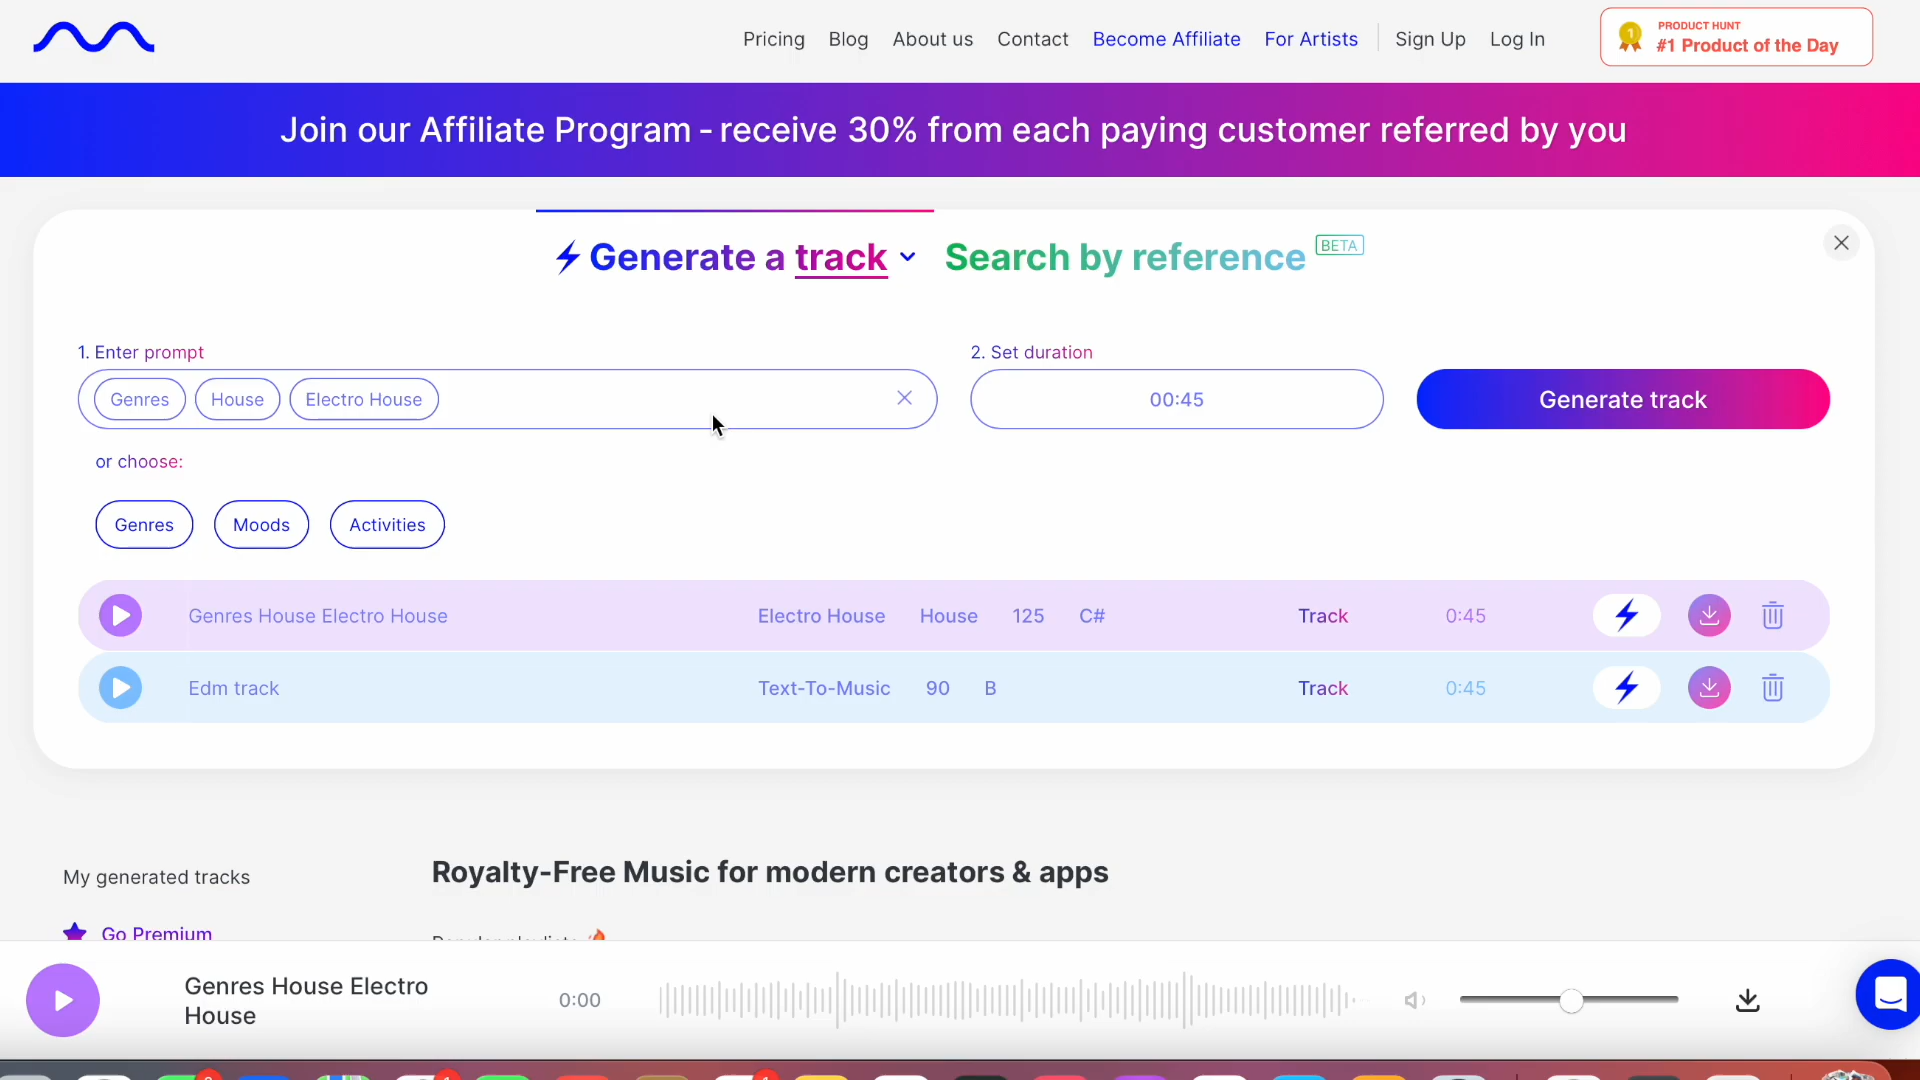 Pricing Blog About us Contact Become Affiliate For Artists Sign Up Log In
PRODUCT HUNT
#1 Product of the Day
1
Join our Affiliate Program - receive 30% from each paying customer referred by you
Generate a track Search by reference BETA
1. Enter prompt
2. Set duration
Genres House Electro House
00:45
Generate track
or choose:
Genres Moods Activities
Genres House Electro House Electro House House 125 C# Track 0:45
Edm track Text-To-Music 90 B Track 0:45
My generated tracks
Royalty-Free Music for modern creators & apps
Go Premium
Genres House Electro House
0:00